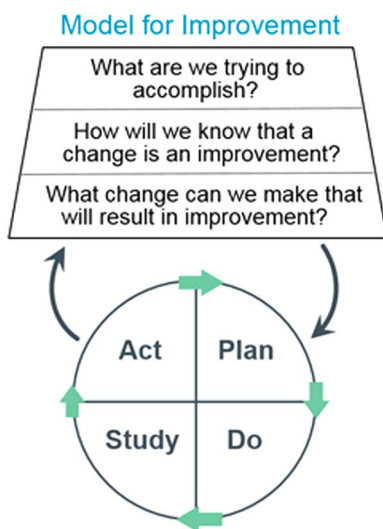 Model for Improvement
What are we trying to
accomplish?
How will we know that a
change is an improvement?
What change can we make that
will result in improvement?
Act
Plan
Study
Do